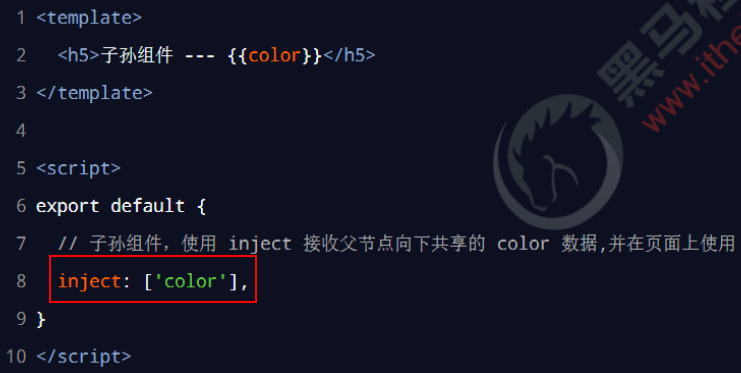 1 <template>
2 <h5>子孙组件 --- {{color}}</h5>
3 </template>
4
5 <script>
6 export default {
7 // 子孙组件，使用 inject 接收父节点向下共享的 color 数据,并在页面上使用
8 inject: ['color'],
9 }
10 </script>
黑马
www.ithe